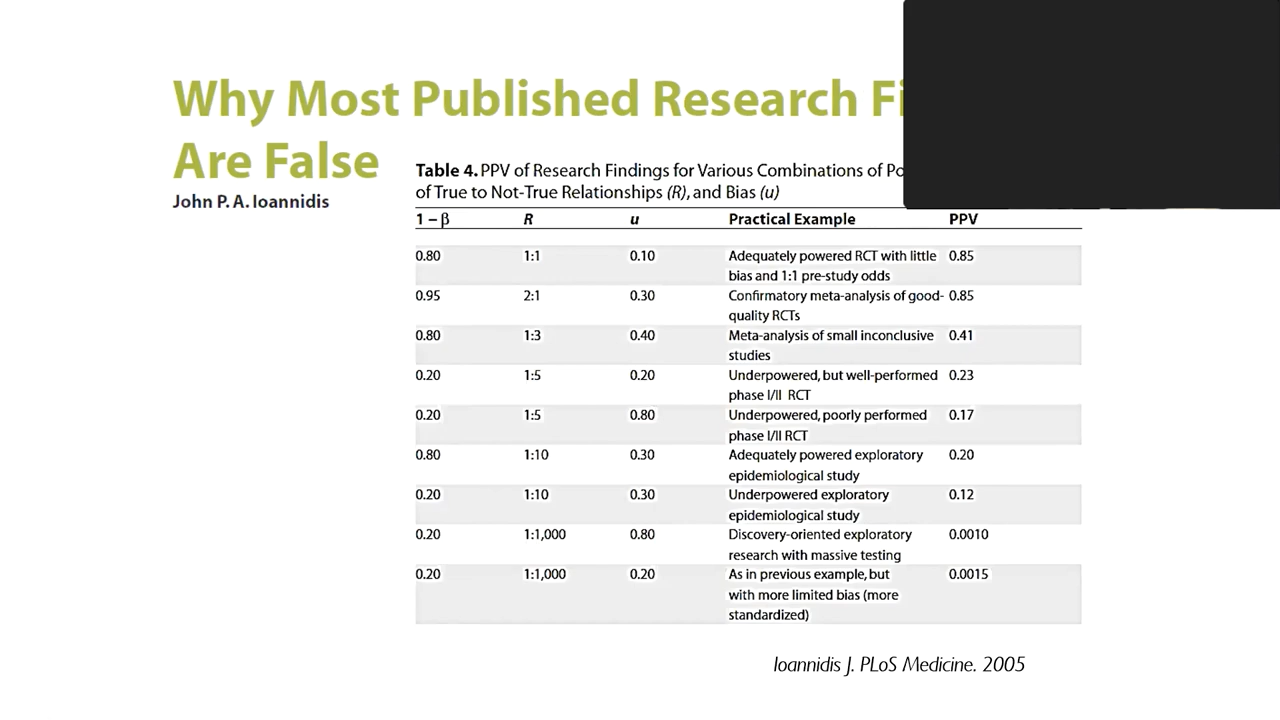 Why Most Published Research
Are False
John P. A. Ioannidis
Table 4. PPV of Research Findings for Various Combinations of
of True to Not-True Relationships (R), and Bias (u)
1 – β R u Practical Example PPV
0.80 1:1 0.10 Adequately powered RCT with little 0.85
bias and 1:1 pre-study odds
0.95 2:1 0.30 Confirmatory meta-analysis of good- 0.85
quality RCTs
0.80 1:3 0.40 Meta-analysis of small inconclusive 0.41
studies
0.20 1:5 0.20 Underpowered, but well-performed 0.23
phase I/II RCT
0.20 1:5 0.80 Underpowered, poorly performed 0.17
phase I/II RCT
0.80 1:10 0.30 Adequately powered exploratory 0.20
epidemiological study
0.20 1:10 0.30 Underpowered exploratory 0.12
epidemiological study
0.20 1:1,000 0.80 Discovery-oriented exploratory 0.0010
research with massive testing
0.20 1:1,000 0.20 As in previous example, but 0.0015
with more limited bias (more
standardized)
Ioannidis J. PLoS Medicine. 2005